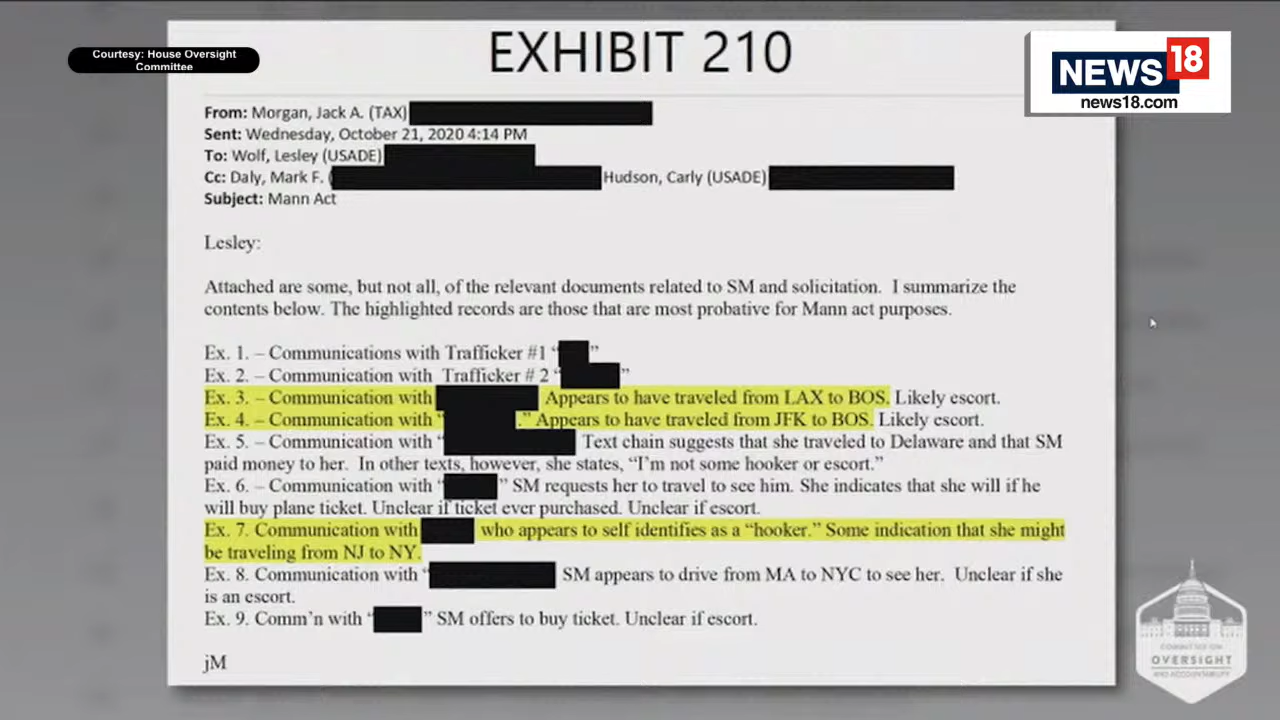 Courtesy: House Oversight
Committee
EXHIBIT 210
NEWS 18
news18.com
From: Morgan, Jack A. (TAX)
Sent: Wednesday, October 21, 2020 4:14 PM
To: Wolf, Lesley (USADE)
Cc: Daly, Mark F. ( Hudson, Carly (USADE)
Subject: Mann Act
Lesley:
Attached are some, but not all, of the relevant documents related to SM and solicitation. I summarize the
contents below. The highlighted records are those that are most probative for Mann act purposes.
Ex. 1. – Communications with Trafficker #1 “ ”
Ex. 2. – Communication with Trafficker # 2 “ ”
Ex. 3. – Communication with Appears to have traveled from LAX to BOS. Likely escort.
Ex. 4. – Communication with “ .” Appears to have traveled from JFK to BOS. Likely escort.
Ex. 5. – Communication with “ Text chain suggests that she traveled to Delaware and that SM
paid money to her. In other texts, however, she states, “I’m not some hooker or escort.”
Ex. 6. – Communication with “ ” SM requests her to travel to see him. She indicates that she will if he
will buy plane ticket. Unclear if ticket ever purchased. Unclear if escort.
Ex. 7. Communication with who appears to self identifies as a “hooker.” Some indication that she might
be traveling from NJ to NY.
Ex. 8. Communication with “ SM appears to drive from MA to NYC to see her. Unclear if she
is an escort.
Ex. 9. Comm’n with “ ” SM offers to buy ticket. Unclear if escort.
jM
COMMITTEE ON
OVERSIGHT
AND ACCOUNTABILITY